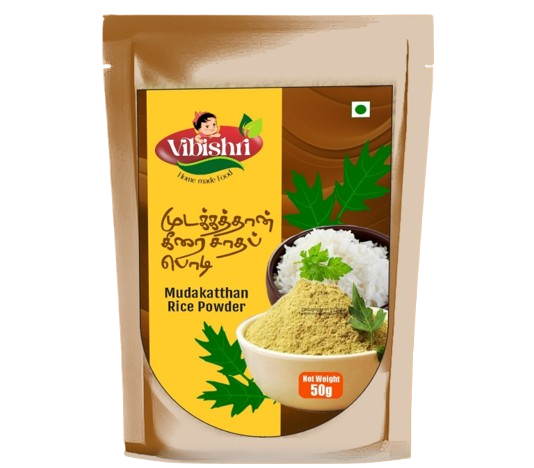 Vibishri
Home made Food
முடக்கத்தான்
கீரை சாதப்
பொடி
Mudakatthan
Rice Powder
Net Weight
50g